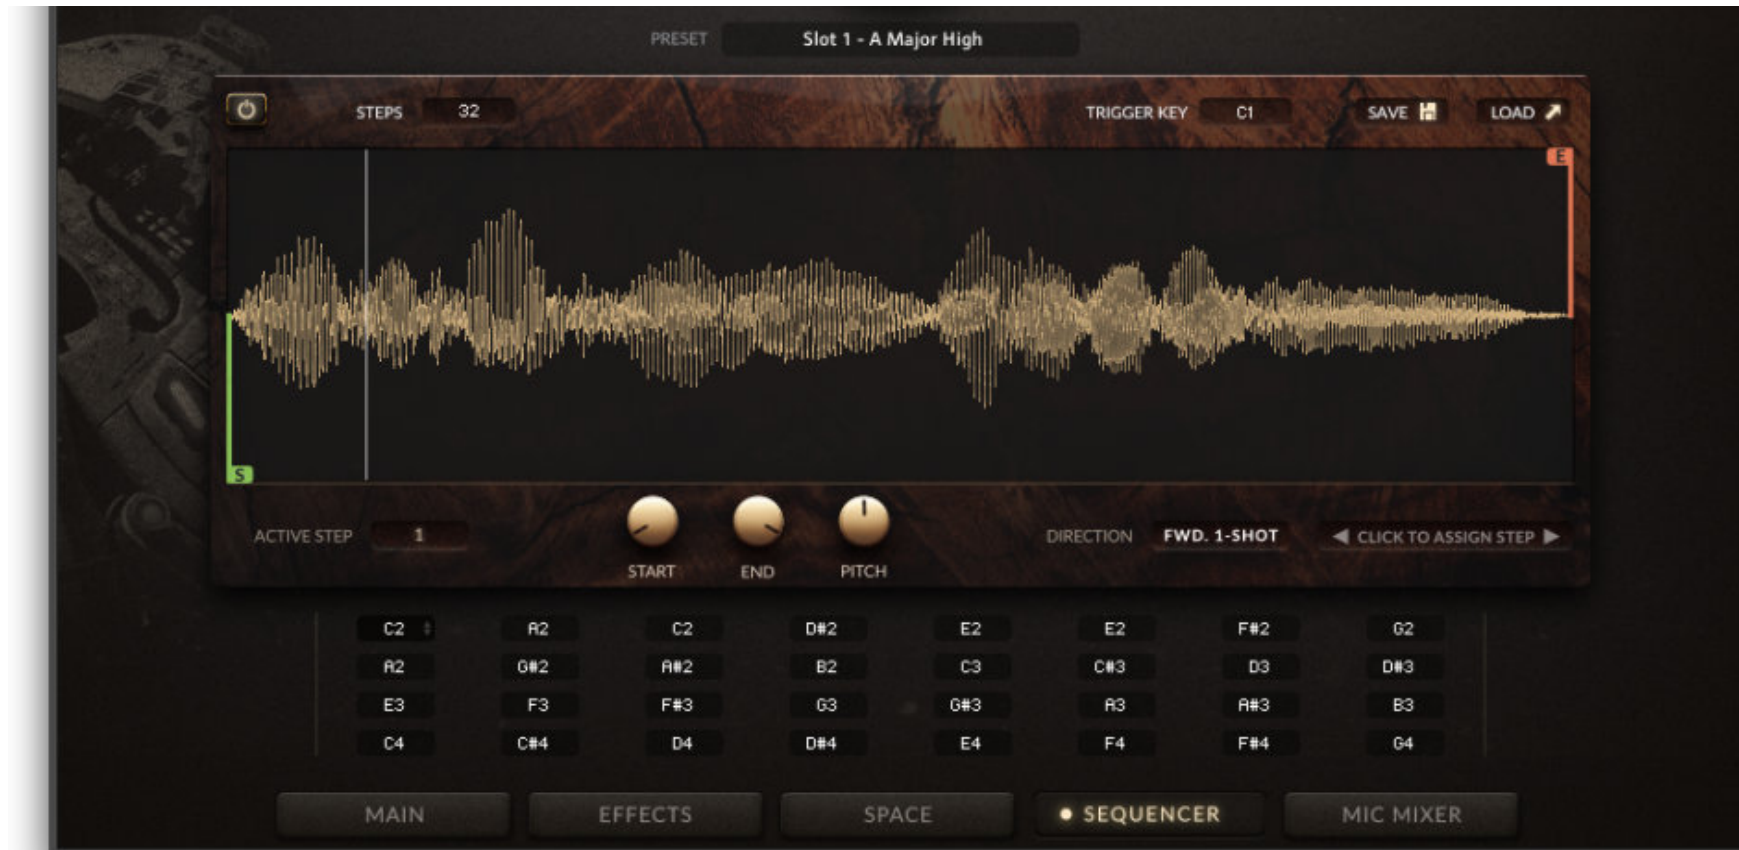 PRESET Slot 1 - A Major High
STEPS 32 TRIGGER KEY C1 SAVE LOAD
E
S
ACTIVE STEP 1 DIRECTION FWD. 1-SHOT CLICK TO ASSIGN STEP
START END PITCH
C2 A2 C2 D#2 E2 E2 F#2 G2
A2 G#2 A#2 B2 C3 C#3 D3 D#3
E3 F3 F#3 G3 G#3 A3 A#3 B3
C4 C#4 D4 D#4 E4 F4 F#4 G4
MAIN EFFECTS SPACE SEQUENCER MIC MIXER